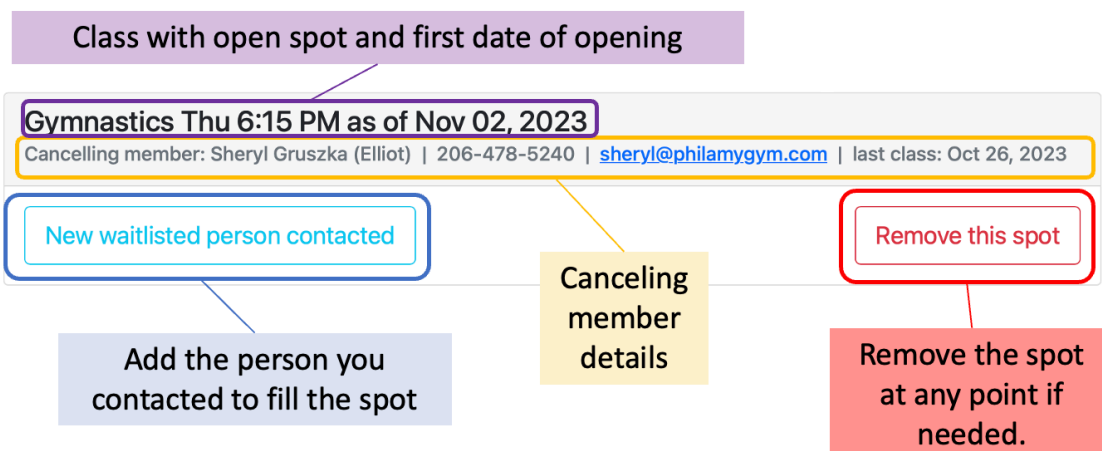 Class with open spot and first date of opening
Gymnastics Thu 6:15 PM as of Nov 02, 2023
Cancelling member: Sheryl Gruszka (Elliot) | 206-478-5240 | sheryl@philamygym.com | last class: Oct 26, 2023
New waitlisted person contacted
Remove this spot
Canceling
member
details
Add the person you
contacted to fill the spot
Remove the spot
at any point if
needed.